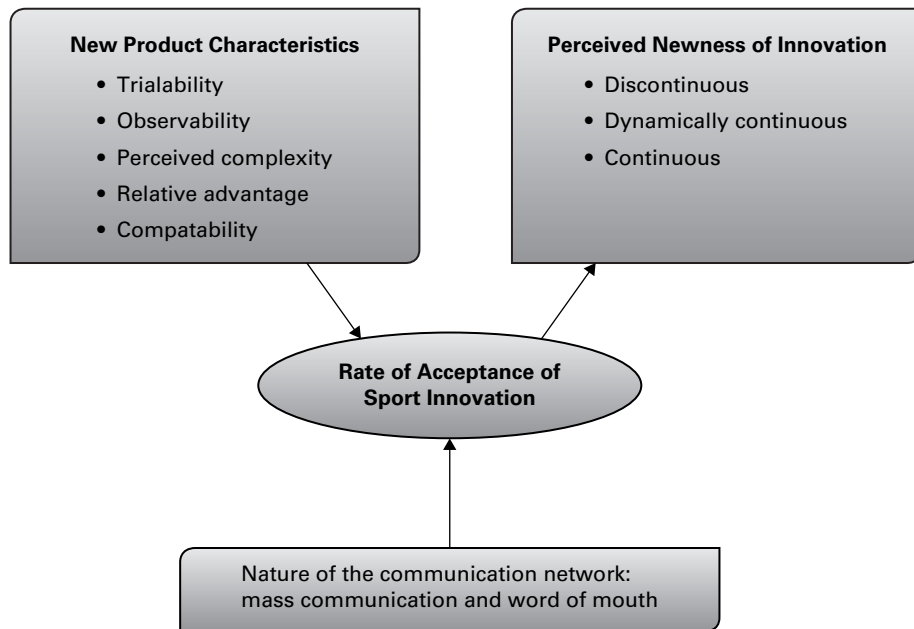 New Product Characteristics
• Trialability
• Observability
• Perceived complexity
• Relative advantage
• Compatability
Perceived Newness of Innovation
• Discontinuous
• Dynamically continuous
• Continuous
Rate of Acceptance of
Sport Innovation
Nature of the communication network:
mass communication and word of mouth